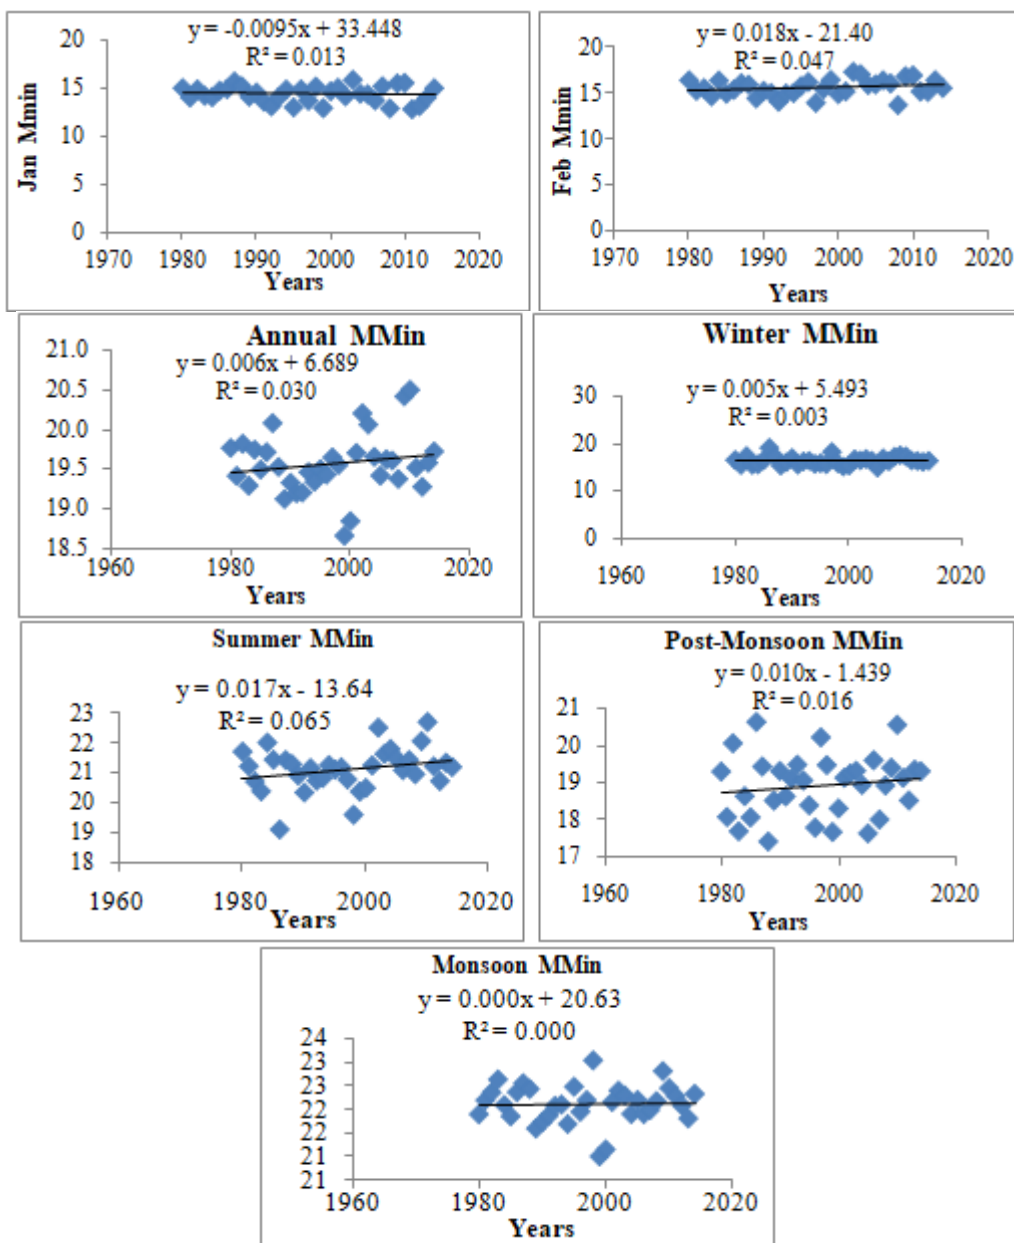 y = -0.0095x + 33.448
R² = 0.013
20
15
10
5
0
Jan Mmin
1970 1980 1990 2000 2010 2020
Years
y = 0.018x - 21.40
R² = 0.047
20
15
10
5
0
Feb Mmin
1970 1980 1990 2000 2010 2020
Years
Annual MMin
y = 0.006x + 6.689
R² = 0.030
21.0
20.5
20.0
19.5
19.0
18.5
1960 1980 2000 2020
Years
Winter MMin
y = 0.005x + 5.493
R² = 0.003
30
20
10
0
1960 1980 2000 2020
Years
Summer MMin
y = 0.017x - 13.64
R² = 0.065
23
22
21
20
19
18
1960 1980 2000 2020
Years
Post-Monsoon MMin
y = 0.010x - 1.439
R² = 0.016
21
20
19
18
17
1960 1980 2000 2020
Years
Monsoon MMin
y = 0.000x + 20.63
R² = 0.000
24
23
23
22
22
21
21
1960 1980 2000 2020
Years